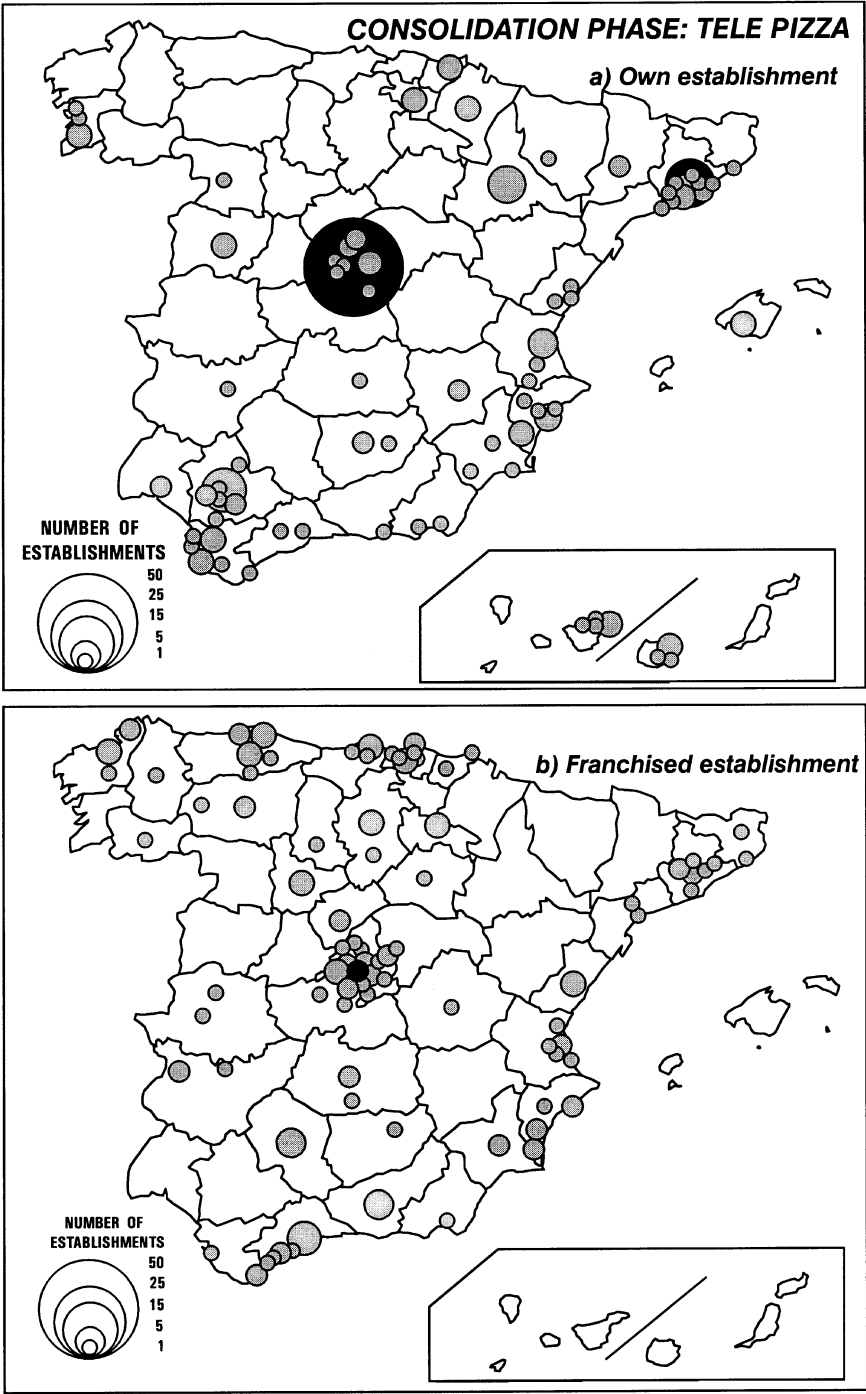 CONSOLIDATION PHASE: TELE PIZZA
a) Own establishment
NUMBER OF
ESTABLISHMENTS
50
25
15
5
1
b) Franchised establishment
NUMBER OF
ESTABLISHMENTS
50
25
15
5
1